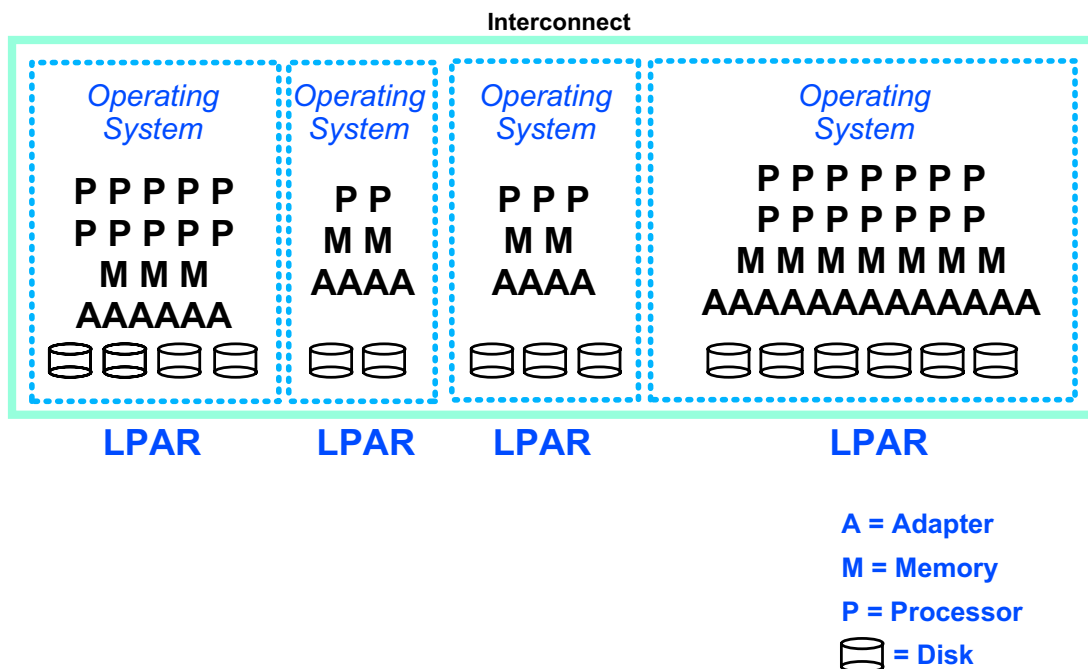 Interconnect
Operating
System
P P P P P
P P P P P
M M M
AAAAAA
LPAR
Operating
System
P P
M M
AAAA
LPAR
Operating
System
P P P
M M
AAAA
LPAR
Operating
System
P P P P P P P
P P P P P P P
M M M M M M M
AAAAAAAAAAAAA
LPAR
A = Adapter
M = Memory
P = Processor
= Disk